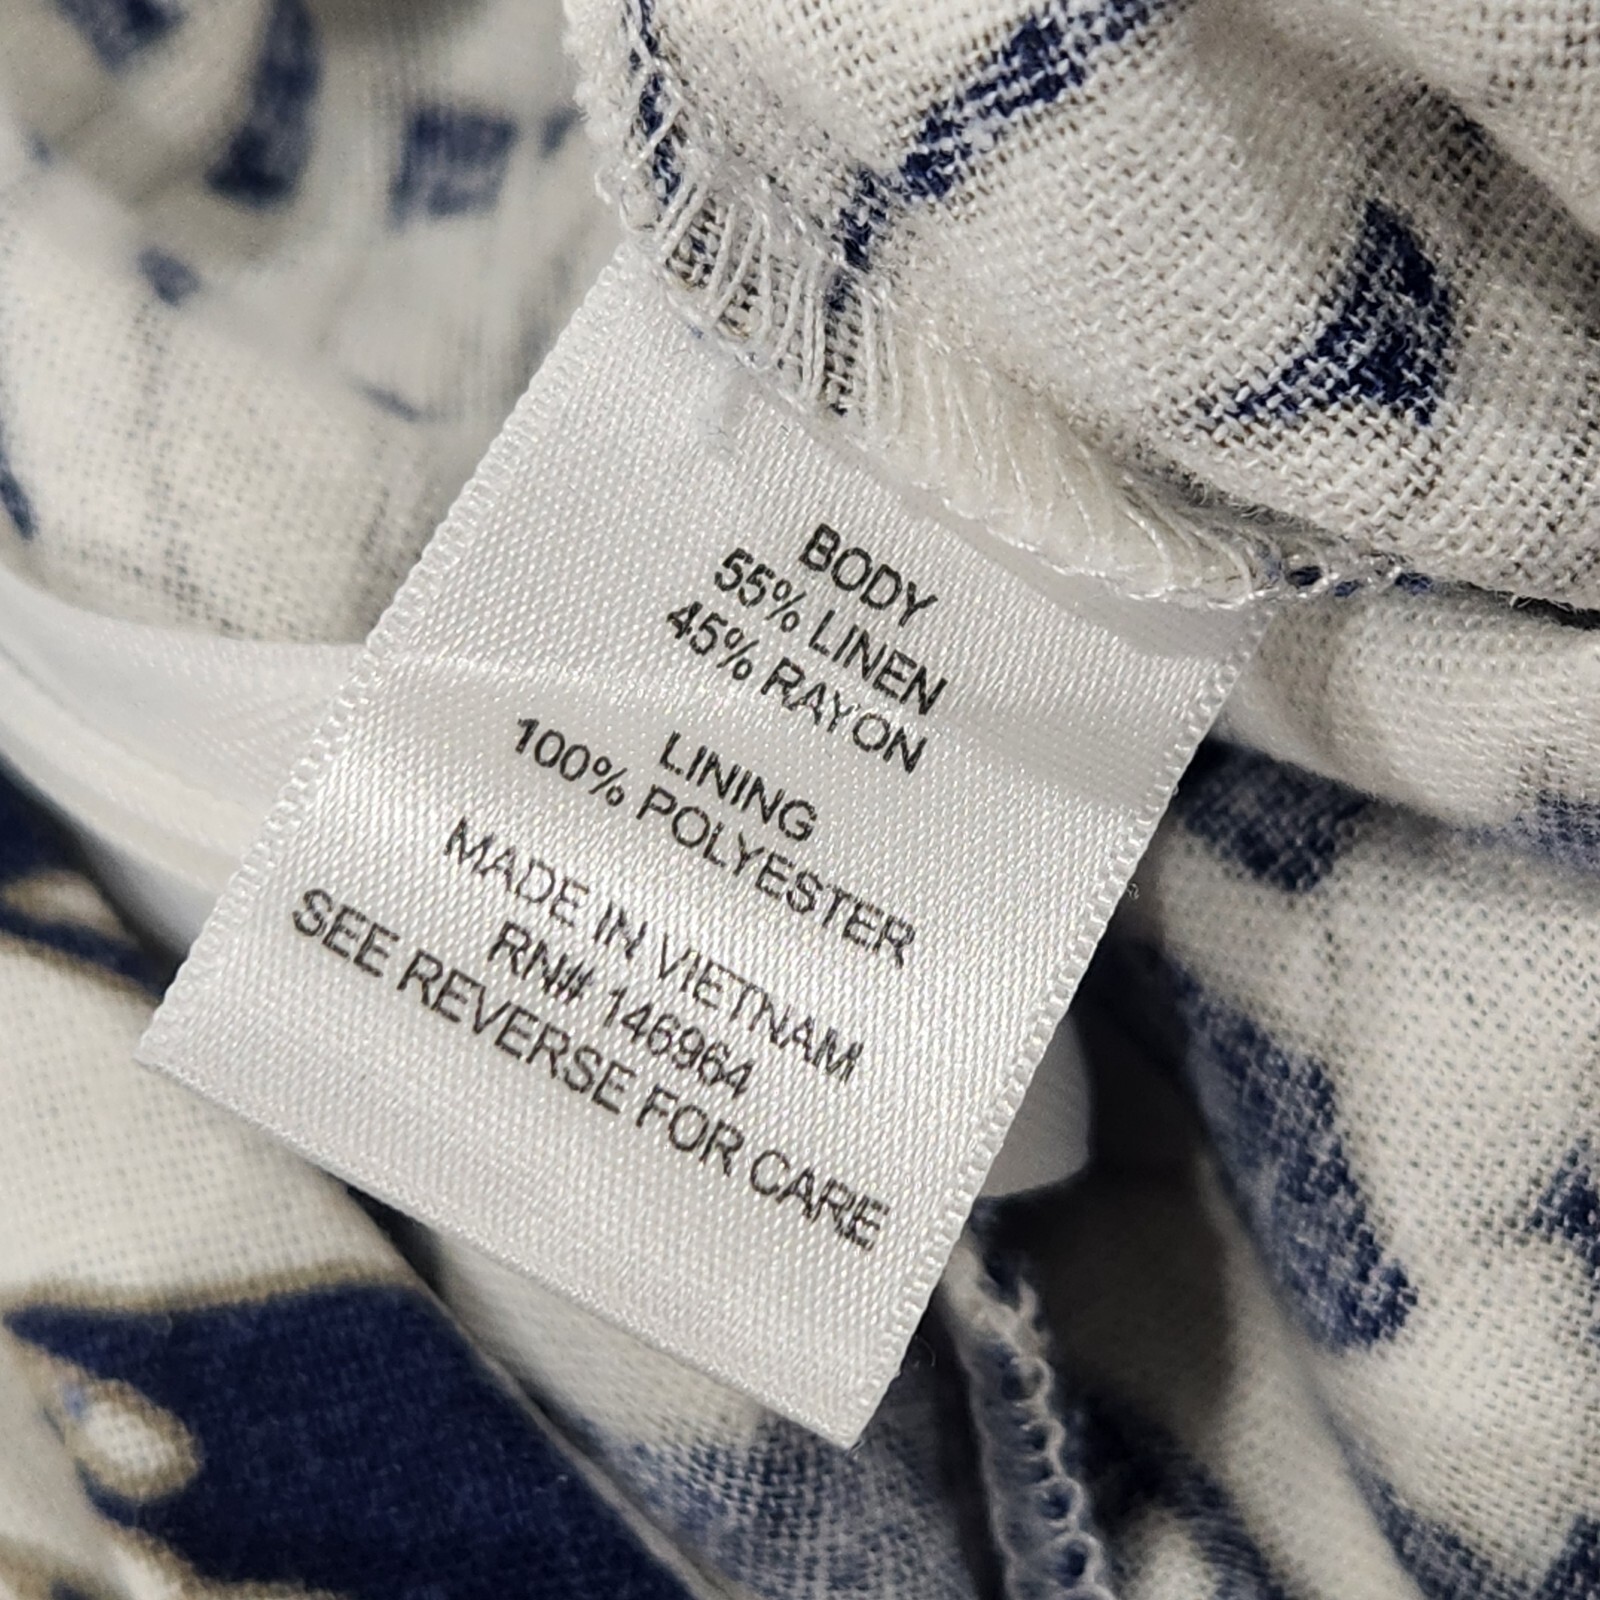 BODY
55% LINEN
45% RAYON
LINING
100% POLYESTER
MADE IN VIETNAM
RN# 146964
SEE REVERSE FOR CARE